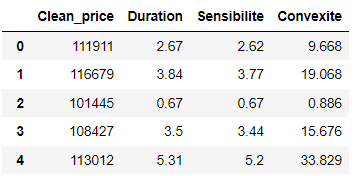 Clean_price Duration Sensibilite Convexite
0 111911 2.67 2.62 9.668
1 116679 3.84 3.77 19.068
2 101445 0.67 0.67 0.886
3 108427 3.5 3.44 15.676
4 113012 5.31 5.2 33.829